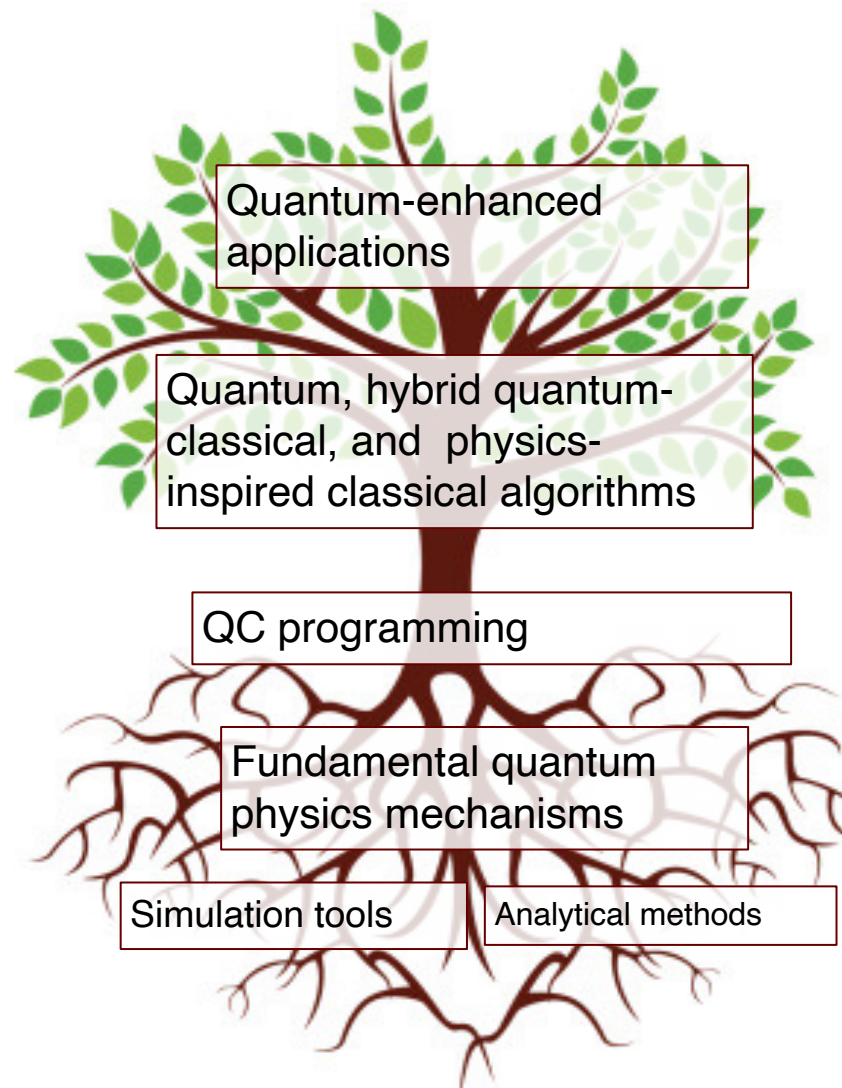 Quantum-enhanced
applications
Quantum, hybrid quantum-
classical, and  physics-
inspired classical algorithms
QC programming
Fundamental quantum
physics mechanisms
Simulation tools
Analytical methods